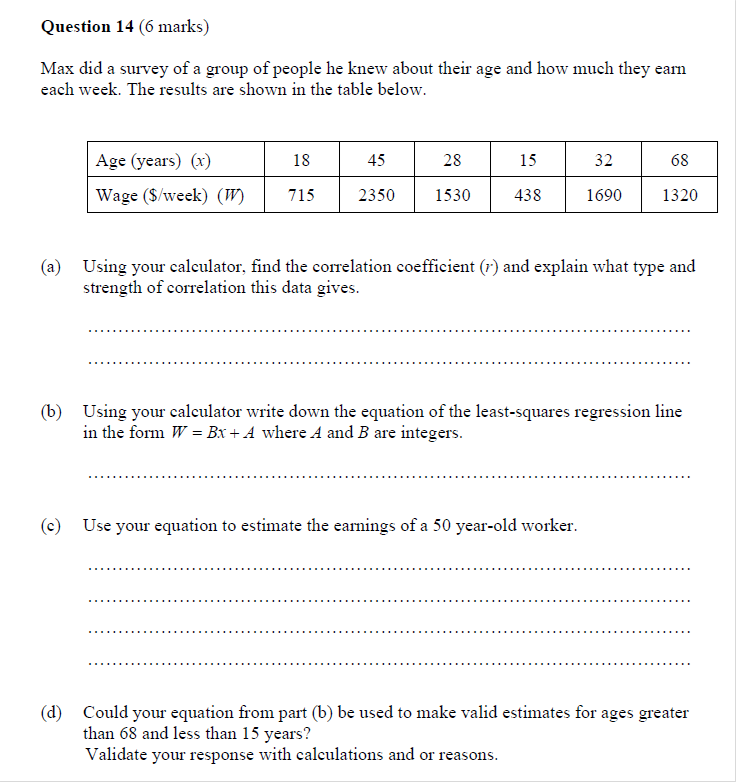 Question 14 (6 marks)
Max did a survey of a group of people he knew about their age and how much they earn
each week. The results are shown in the table below.
Age (years) (x) 18 45 28 15 32 68
Wage ($/week) (W) 715 2350 1530 438 1690 1320
(a) Using your calculator, find the correlation coefficient (r) and explain what type and
strength of correlation this data gives.
(b) Using your calculator write down the equation of the least-squares regression line
in the form W = Bx + A where A and B are integers.
(c) Use your equation to estimate the earnings of a 50 year-old worker.
(d) Could your equation from part (b) be used to make valid estimates for ages greater
than 68 and less than 15 years?
Validate your response with calculations and or reasons.